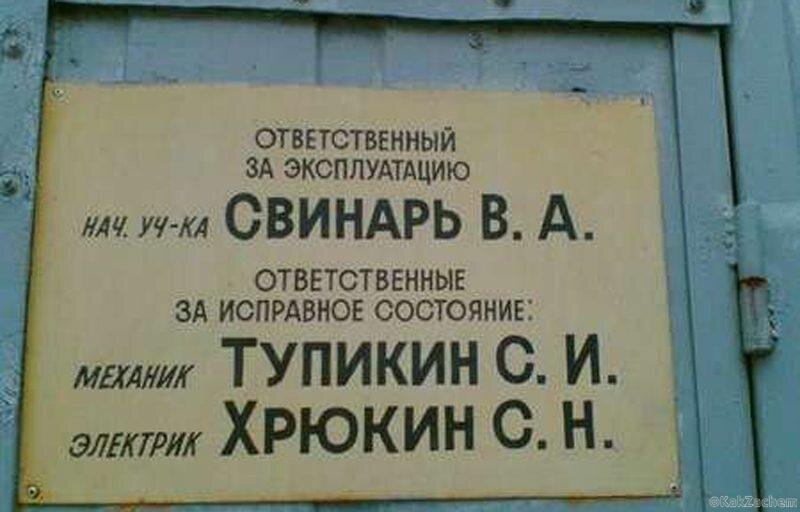 ОТВЕТСТВЕННЫЙ
ЗА ЭКСПЛУАТАЦИЮ
НАЧ. УЧ-КА СВИНАРЬ В. А.
ОТВЕТСТВЕННЫЕ
ЗА ИСПРАВНОЕ СОСТОЯНИЕ:
МЕХАНИК ТУПИКИН С. И.
ЭЛЕКТРИК ХРЮКИН С. Н.
©KakZachem